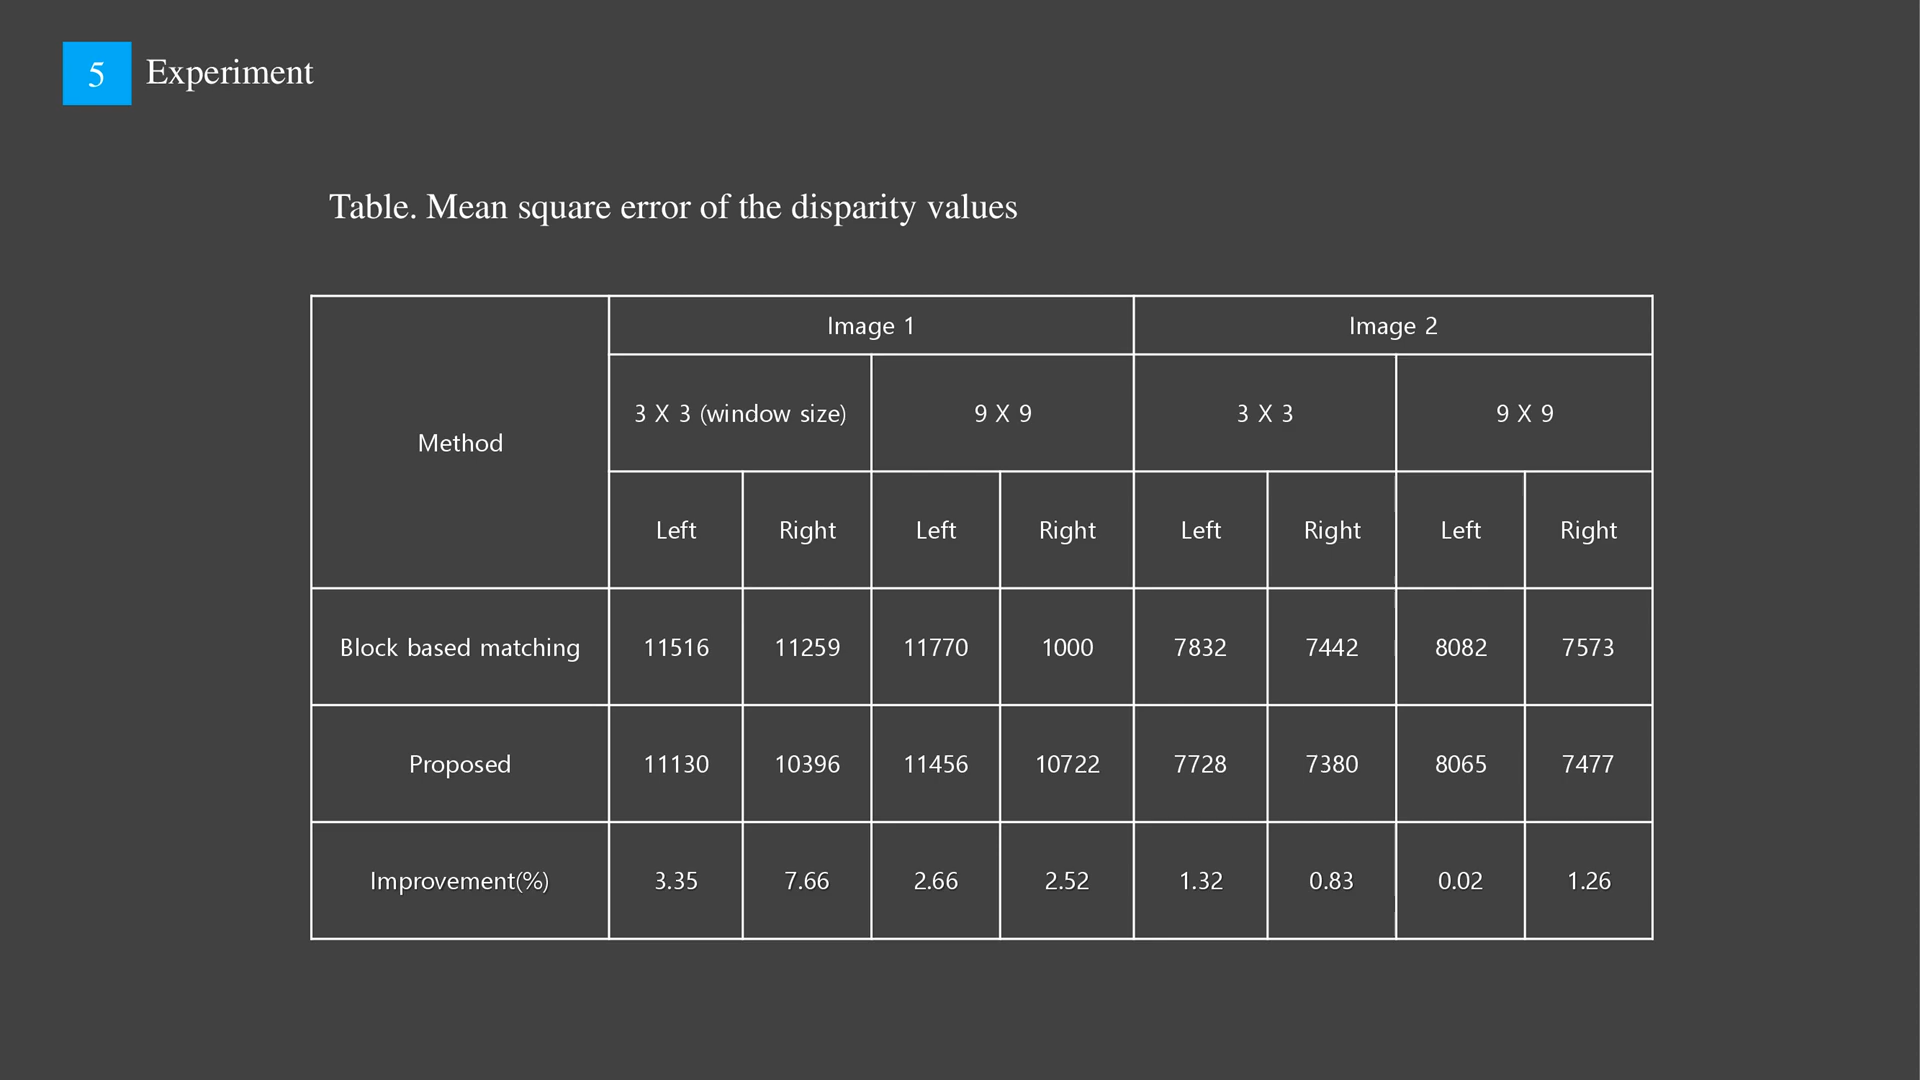 5 Experiment
Table. Mean square error of the disparity values
Method Image 1 Image 2
3 X 3 (window size) 9 X 9 3 X 3 9 X 9
Left Right Left Right Left Right Left Right
Block based matching 11516 11259 11770 1000 7832 7442 8082 7573
Proposed 11130 10396 11456 10722 7728 7380 8065 7477
Improvement(%) 3.35 7.66 2.66 2.52 1.32 0.83 0.02 1.26